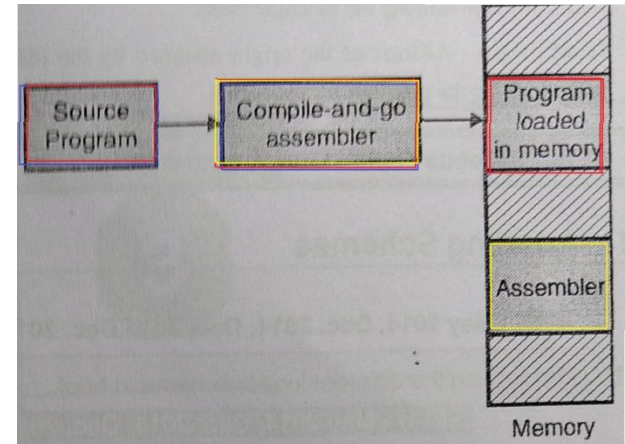 Source
Program
Compile-and-go
assembler
Program
loaded
in memory
Assembler
Memory